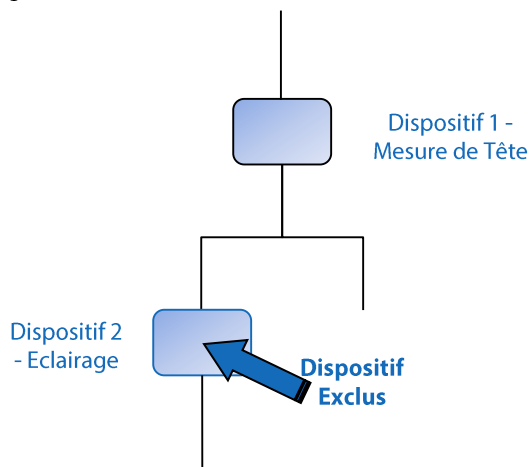 Dispositif 1 -
Mesure de Tête
Dispositif 2
- Eclairage
Dispositif
Exclus